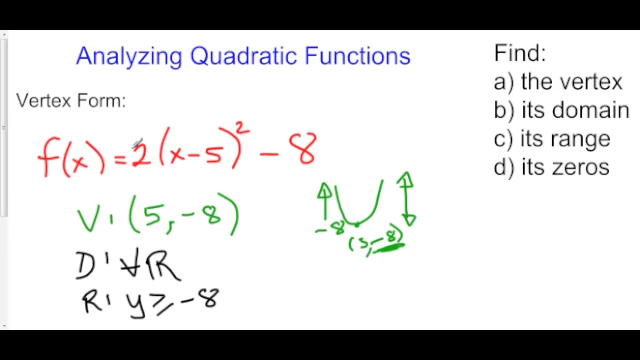 Analyzing Quadratic Functions
Vertex Form:
f(x) = 2(x-5)² - 8
V: (5, -8)
D: ∀ℝ
R: y ≥ -8
-8
(5, -8)
Find:
a) the vertex
b) its domain
c) its range
d) its zeros